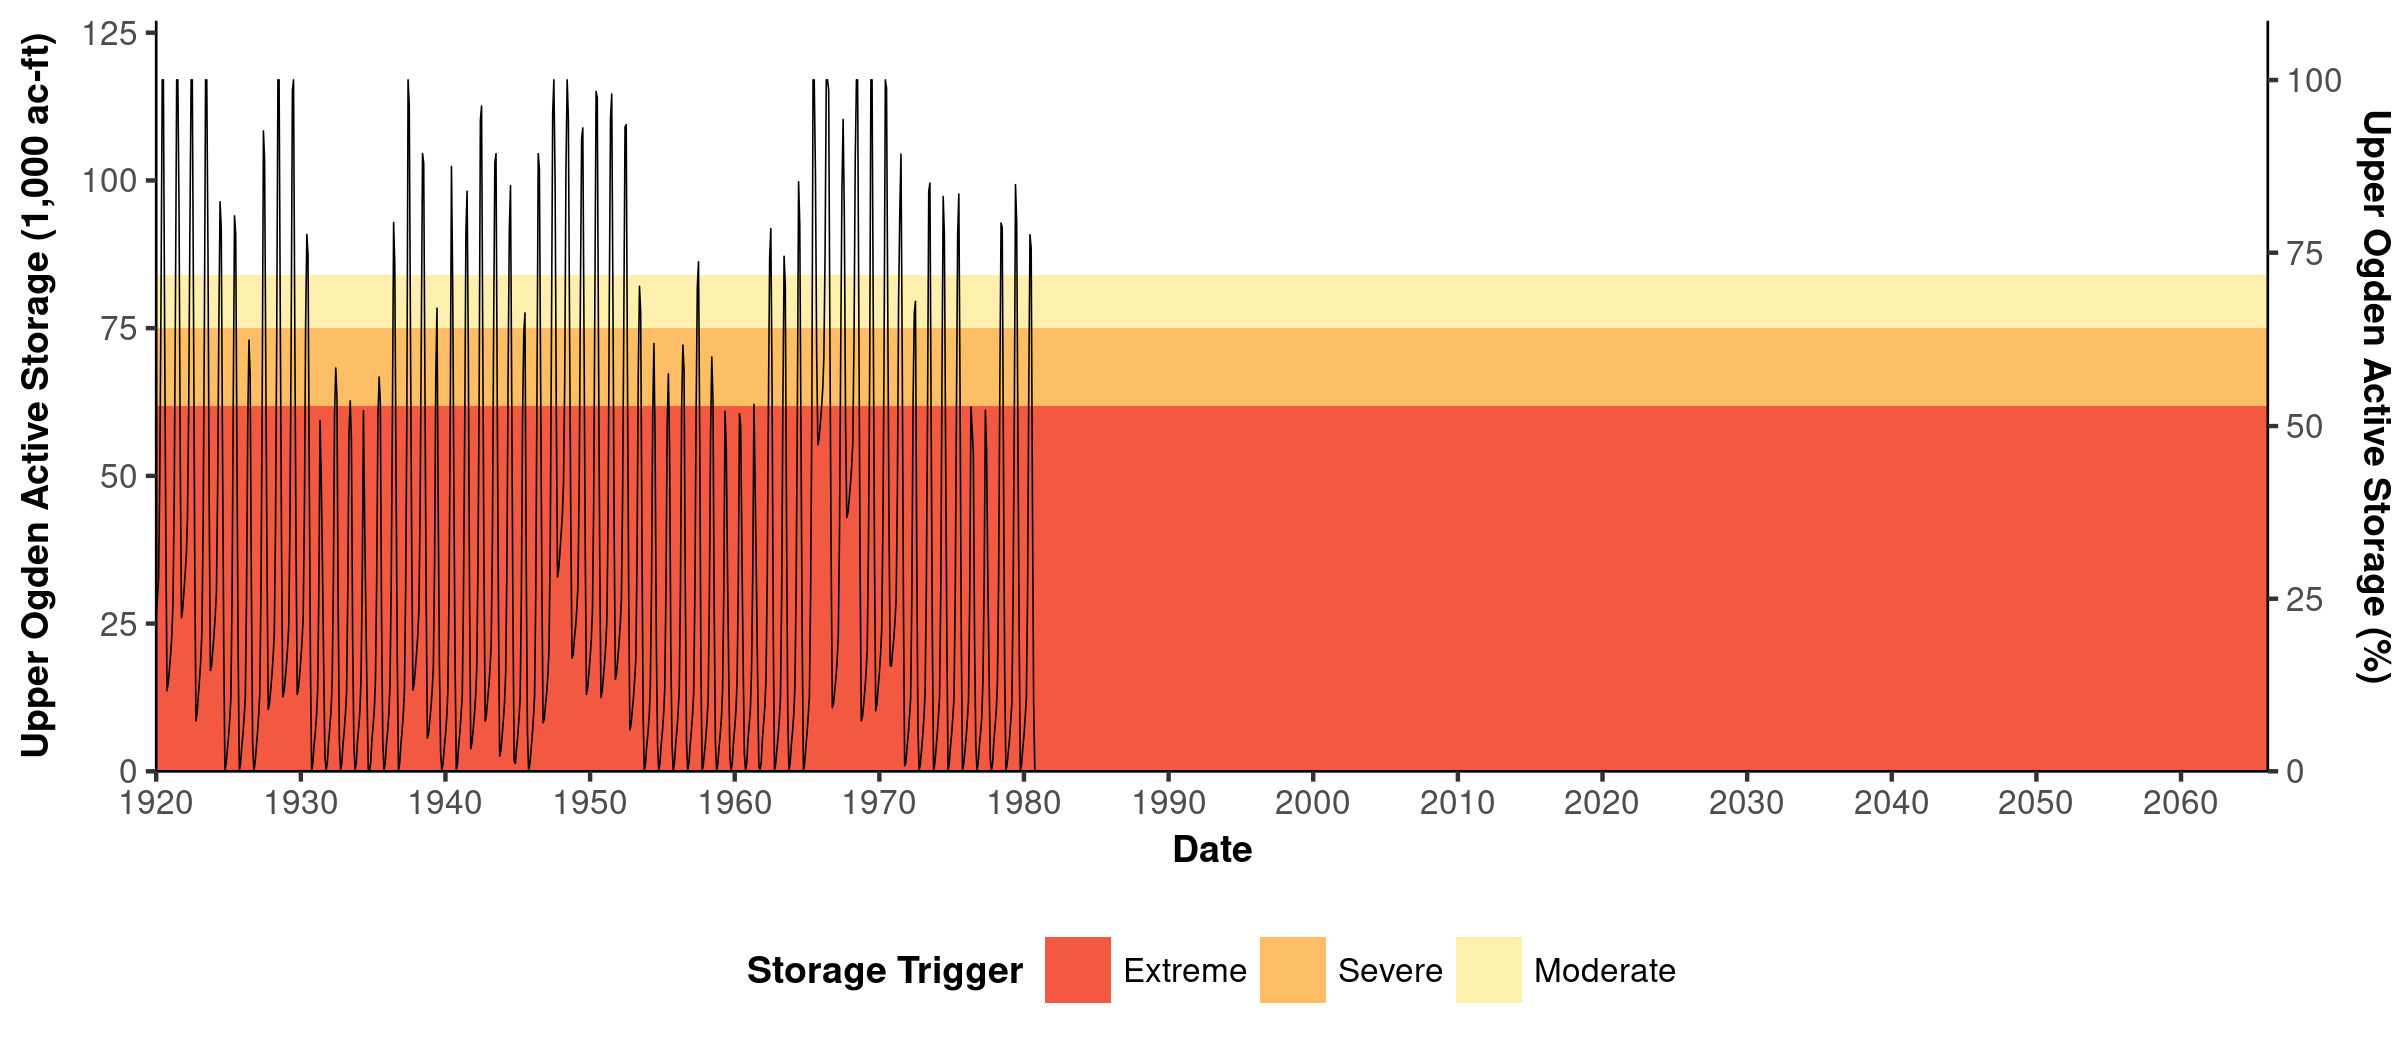 Upper Ogden Active Storage (1,000 ac-ft)
125
100
75
50
25
0
100
75
50
25
0
Upper Ogden Active Storage (%)
1920 1930 1940 1950 1960 1970 1980 1990 2000 2010 2020 2030 2040 2050 2060
Date
Storage Trigger Extreme Severe Moderate